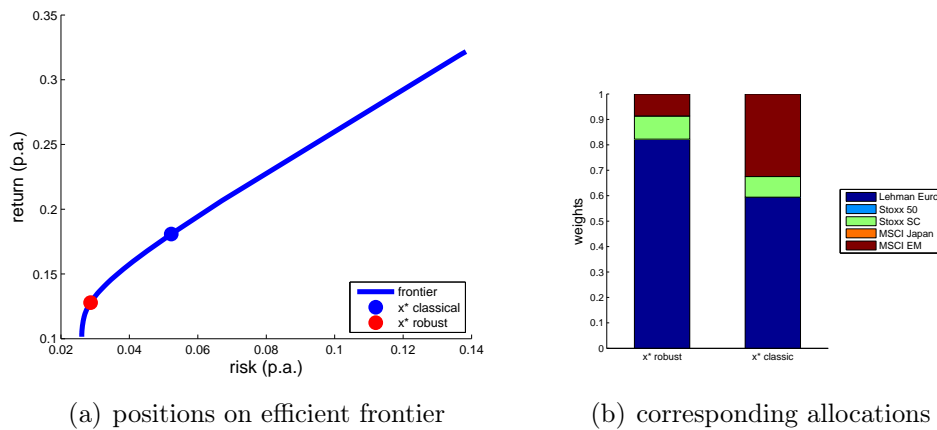 0.35
0.3
0.25
0.2
0.15
0.1
return (p.a.)
0.02 0.04 0.06 0.08 0.1 0.12 0.14
risk (p.a.)
frontier
x* classical
x* robust
(a) positions on efficient frontier
1
0.9
0.8
0.7
0.6
0.5
0.4
0.3
0.2
0.1
0
weights
x* robust x* classic
Lehman Euro
Stoxx 50
Stoxx SC
MSCI Japan
MSCI EM
(b) corresponding allocations